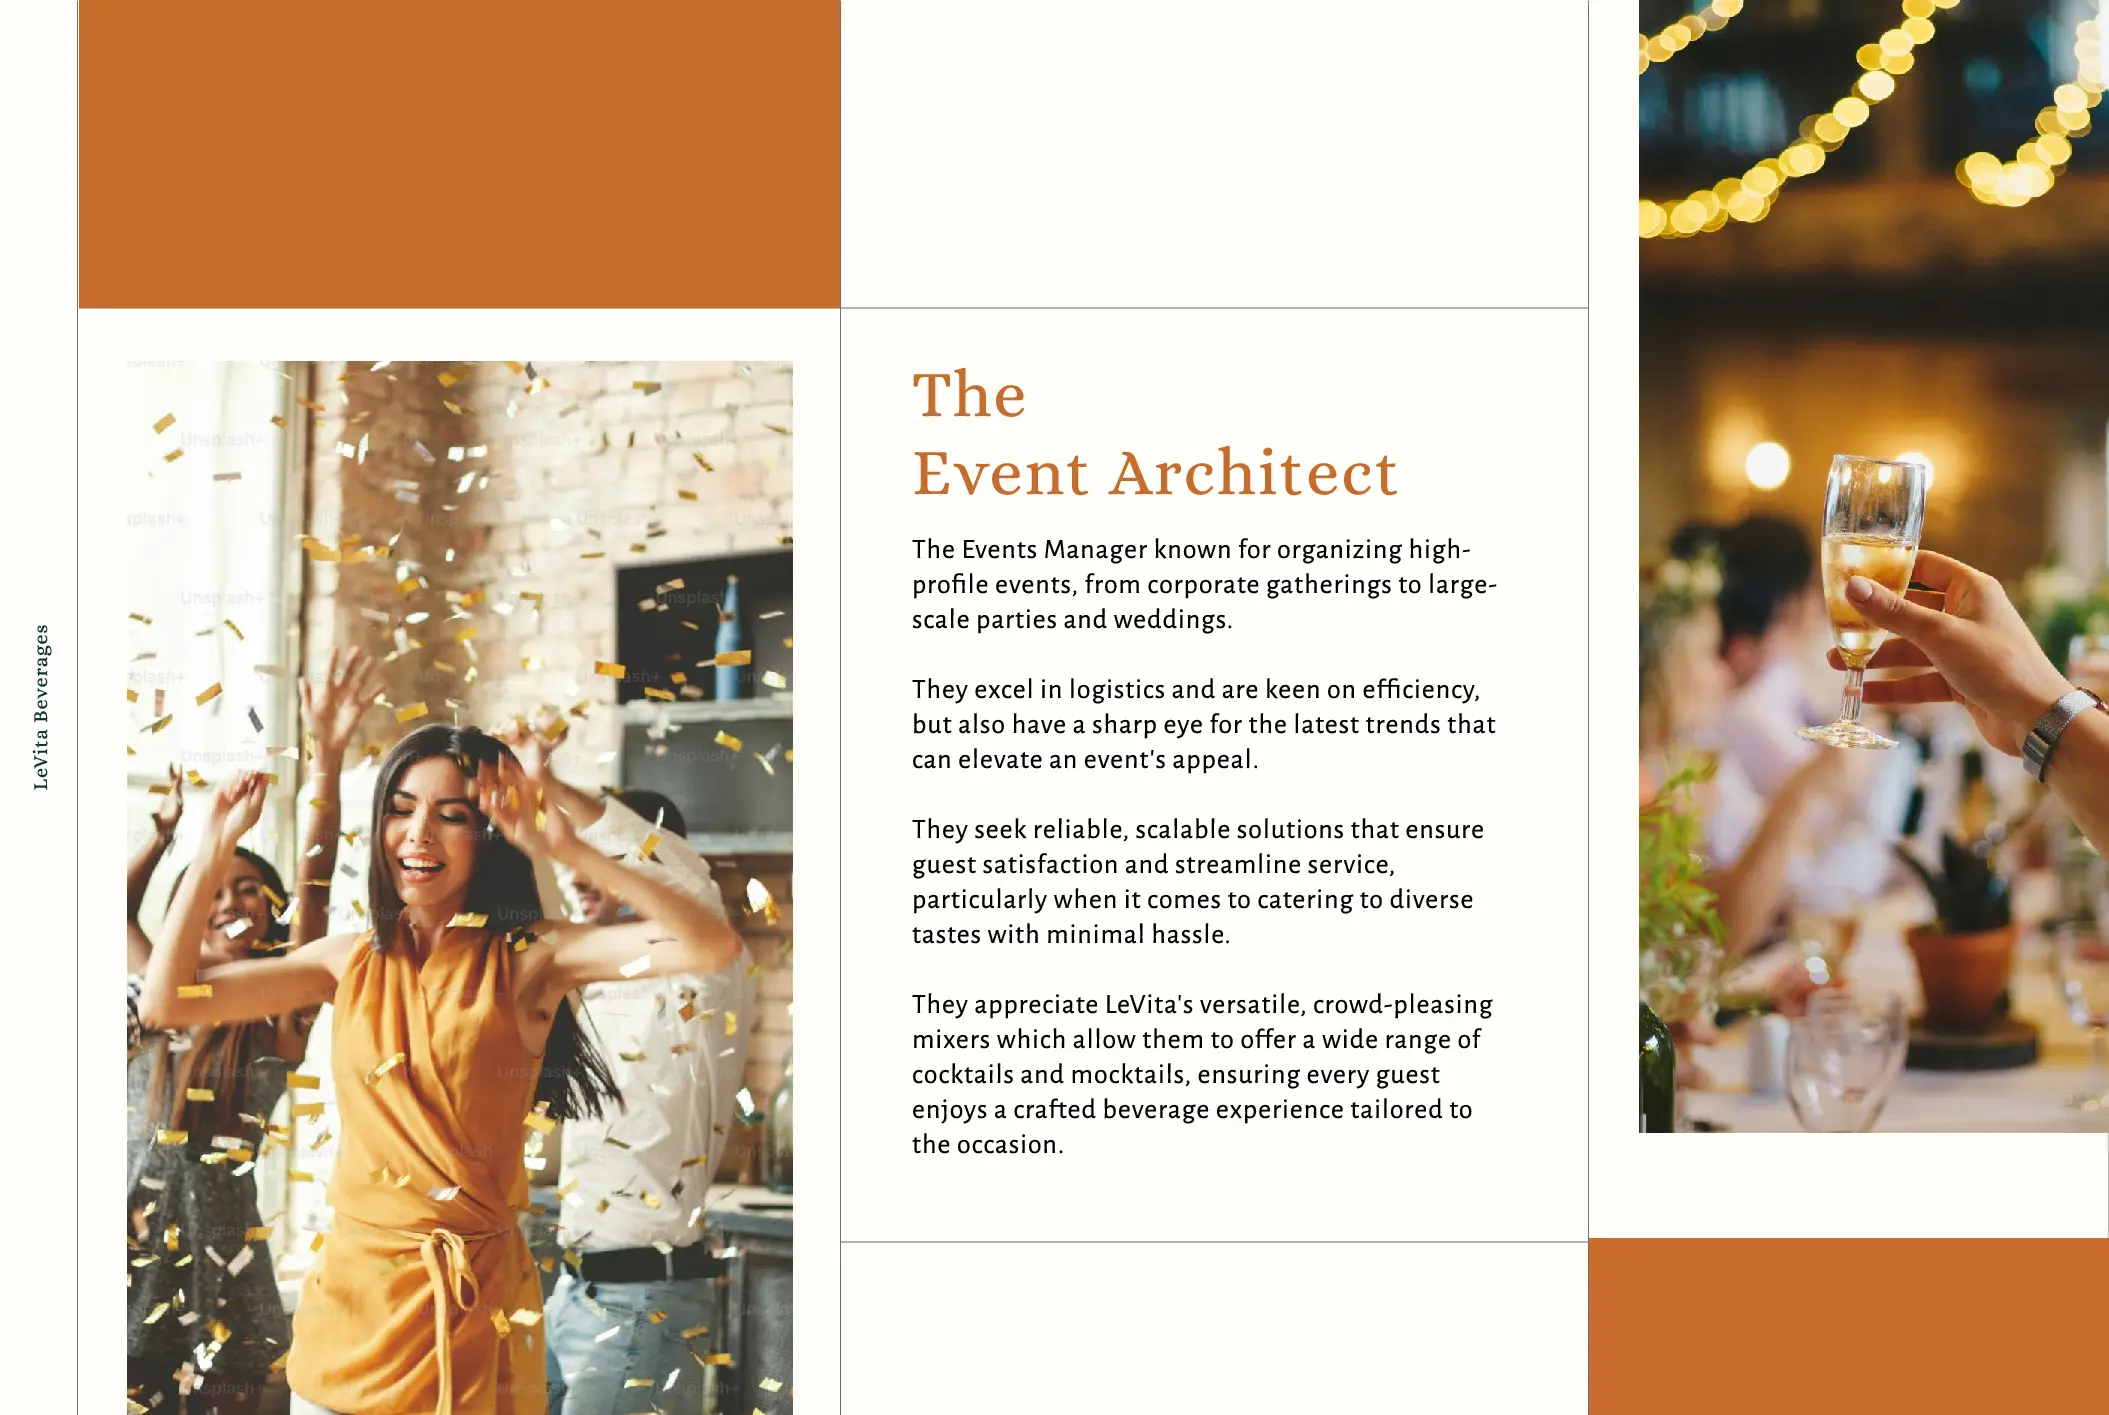 LeVita Beverages
The
Event Architect
The Events Manager known for organizing high-
profile events, from corporate gatherings to large-
scale parties and weddings.
They excel in logistics and are keen on efficiency,
but also have a sharp eye for the latest trends that
can elevate an event's appeal.
They seek reliable, scalable solutions that ensure
guest satisfaction and streamline service,
particularly when it comes to catering to diverse
tastes with minimal hassle.
They appreciate LeVita's versatile, crowd-pleasing
mixers which allow them to offer a wide range of
cocktails and mocktails, ensuring every guest
enjoys a crafted beverage experience tailored to
the occasion.
Unsplash+